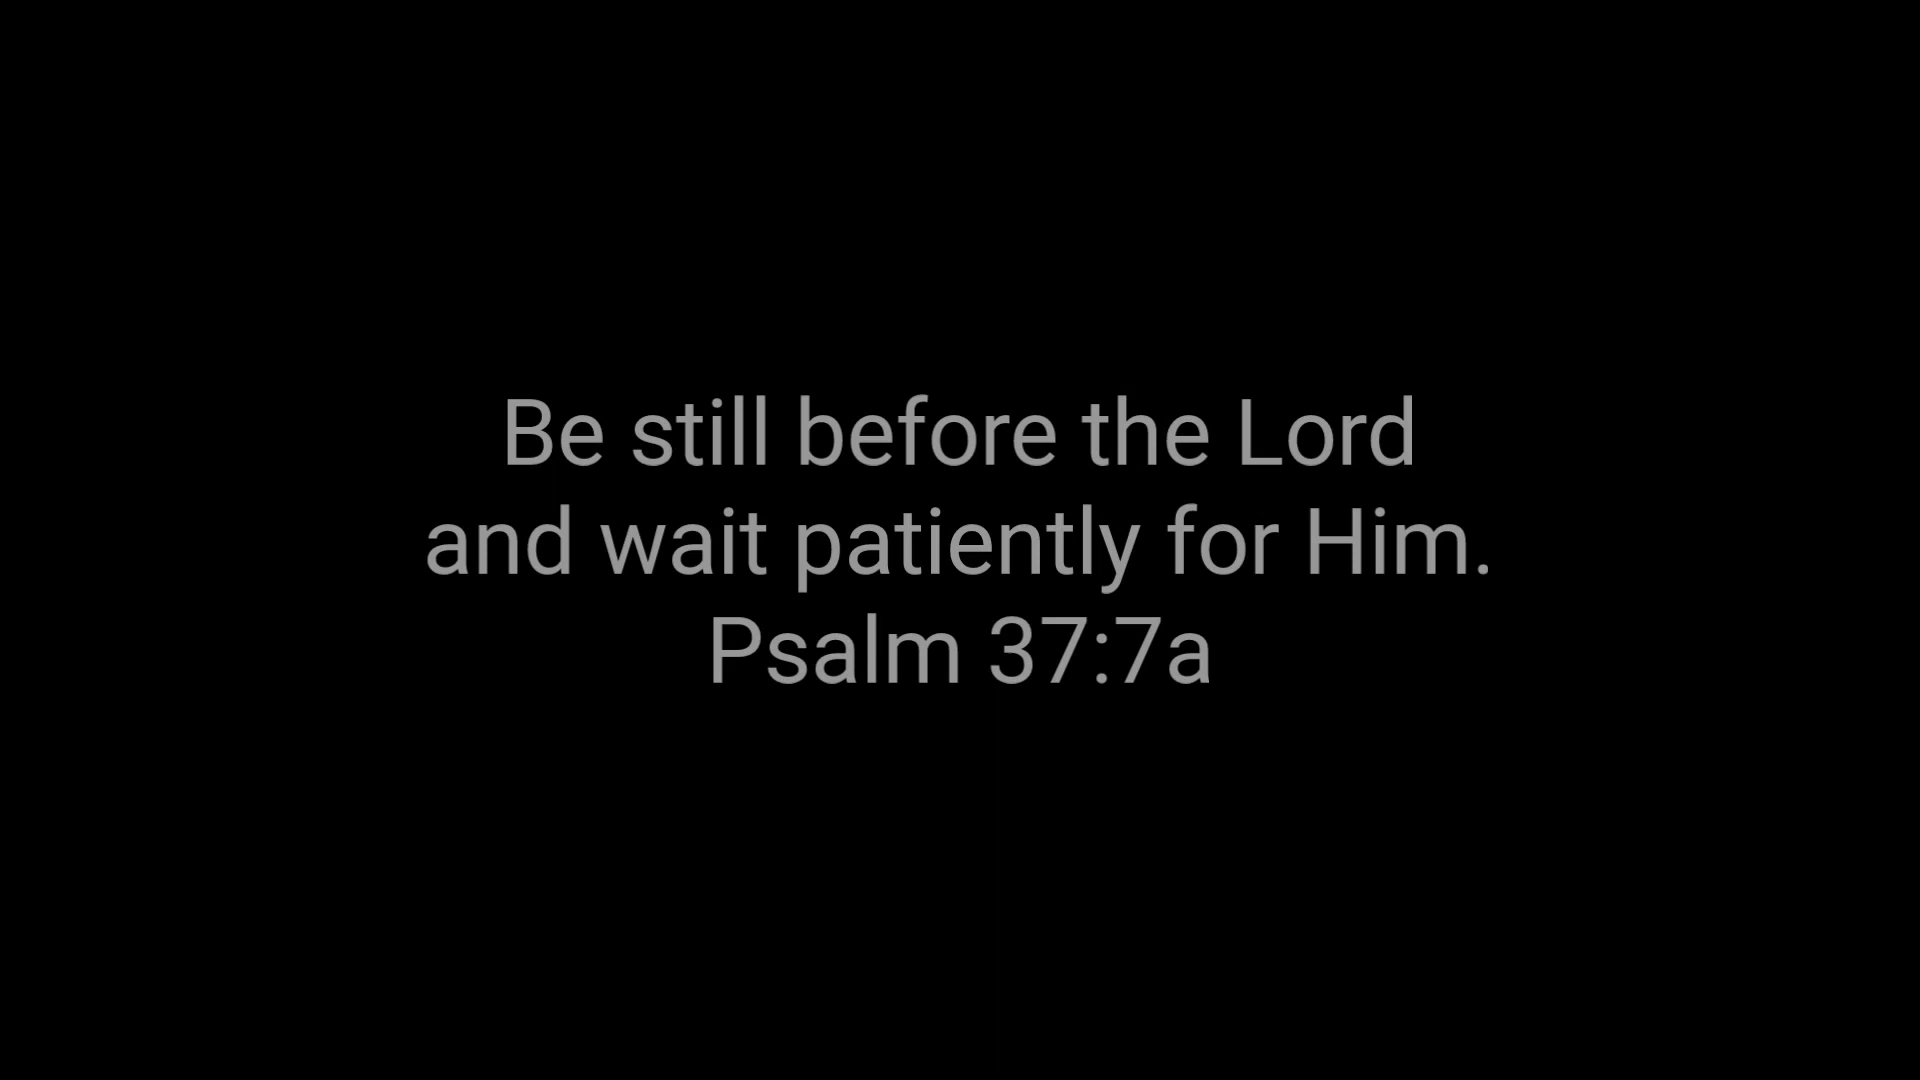 Be still before the Lord
and wait patiently for Him.
Psalm 37:7a